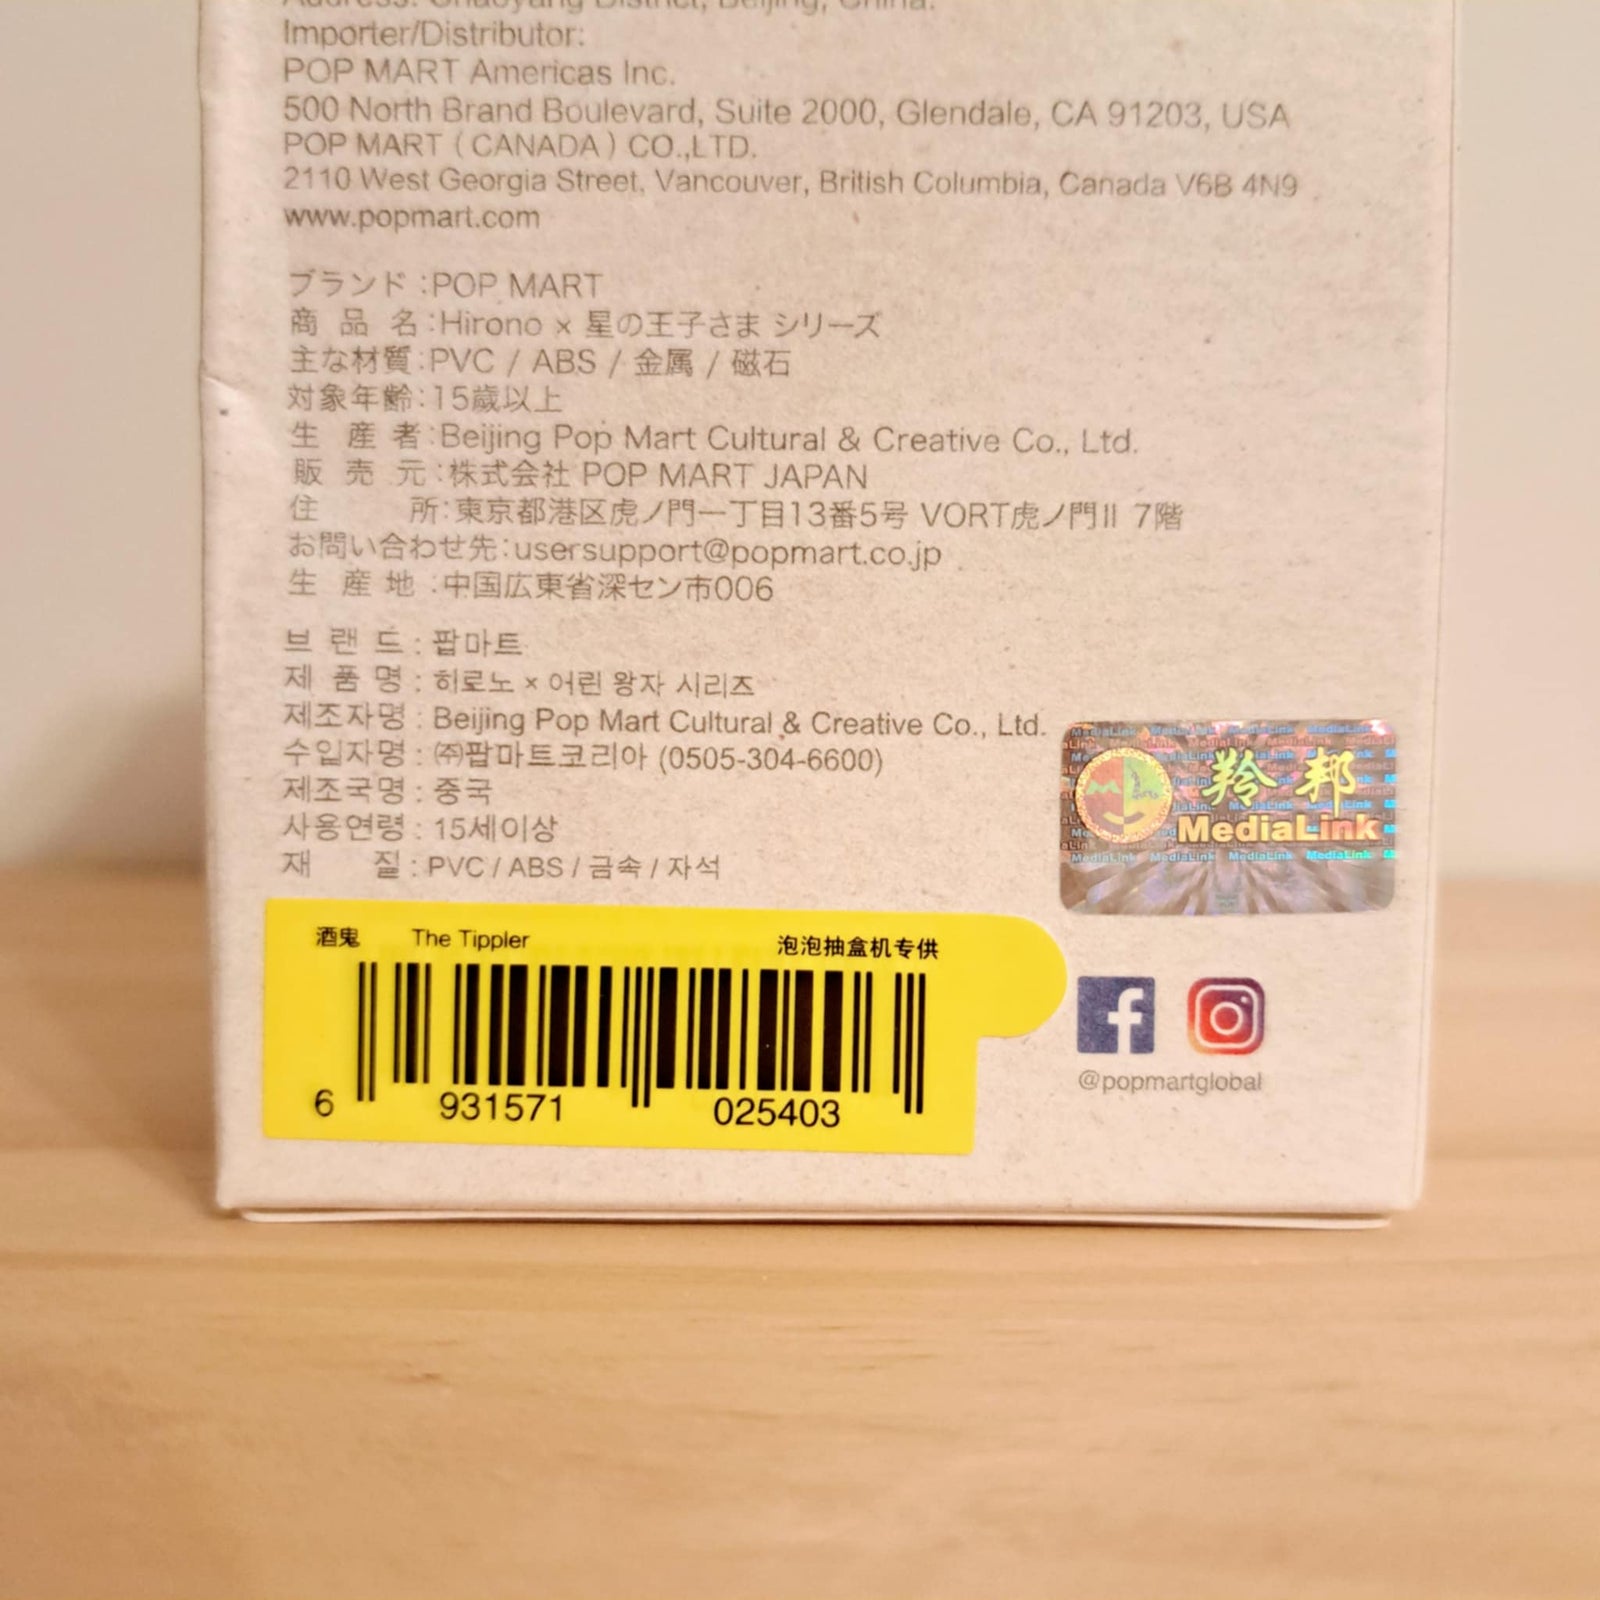 Address: Chaoyang District, Beijing, China.
Importer/Distributor:
POP MART Americas Inc.
500 North Brand Boulevard, Suite 2000, Glendale, CA 91203, USA
POP MART (CANADA) CO.,LTD.
2110 West Georgia Street, Vancouver, British Columbia, Canada V6B 4N9
www.popmart.com
ブランド:POP MART
商品名:Hirono × 星の王子さま シリーズ
主な材質:PVC / ABS / 金属 / 磁石
対象年齢:15歳以上
生産者:Beijing Pop Mart Cultural & Creative Co., Ltd.
販売元:株式会社 POP MART JAPAN
住所:東京都港区虎ノ門一丁目13番5号 VORT虎ノ門II 7階
お問い合わせ先:usersupport@popmart.co.jp
生産地:中国広東省深セン市006
브랜드: 팝마트
제품명: 히로노 × 어린 왕자 시리즈
제조자명: Beijing Pop Mart Cultural & Creative Co., Ltd.
수입자명: ㈜팝마트코리아 (0505-304-6600)
제조국명: 중국
사용연령: 15세이상
재질: PVC / ABS / 금속 / 자석
羚邦
MediaLink
酒鬼 The Tippler 泡泡抽盒机专供
6 931571 025403
@popmartglobal